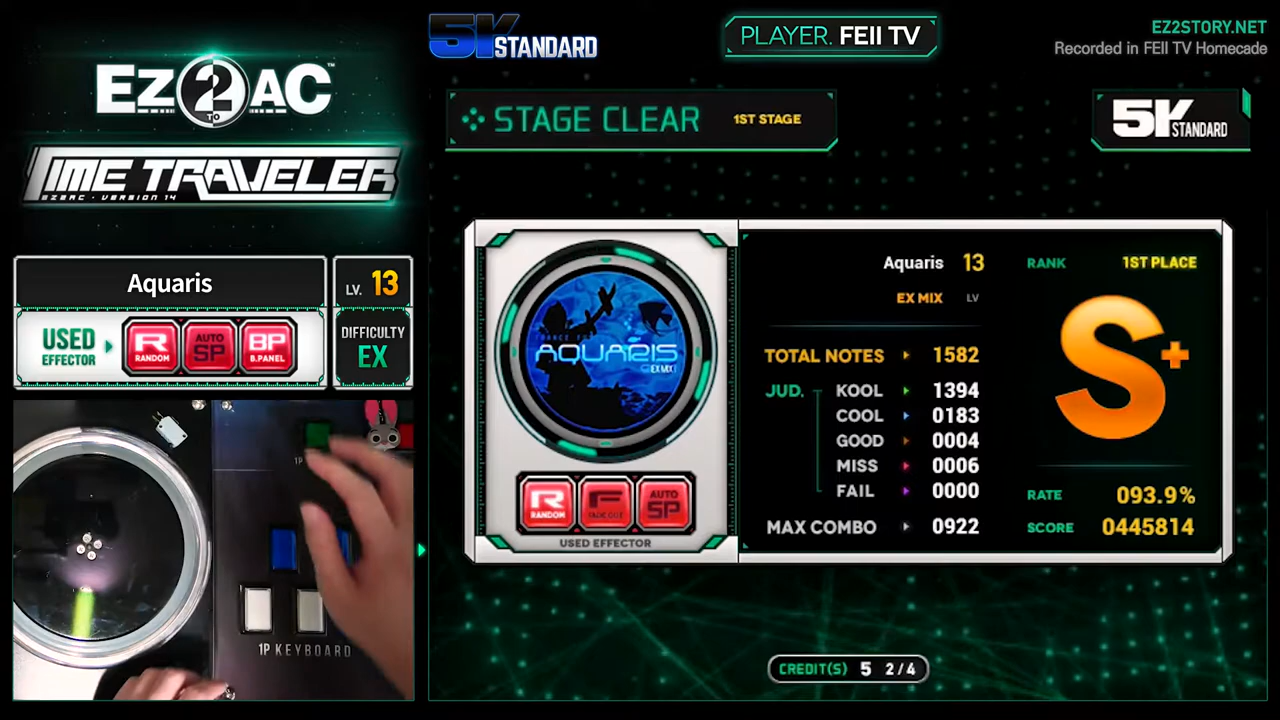 EZ2AC™
TO
TIME TRAVELER
EZ2AC • VERSION 14
Aquaris
LV. 13
USED
EFFECTOR
R
RANDOM
AUTO
SP
BP
B.PANEL
DIFFICULTY
EX
1P
1P KEYBOARD
5K STANDARD
PLAYER. FEII TV
EZ2STORY.NET
Recorded in FEII TV Homecade
STAGE CLEAR
1ST STAGE
5K STANDARD
AQUARIS
EX MIX
R
RANDOM
F
FADE OUT
AUTO
SP
USED EFFECTOR
Aquaris 13
EX MIX LV
TOTAL NOTES 1582
JUD. KOOL 1394
COOL 0183
GOOD 0004
MISS 0006
FAIL 0000
MAX COMBO 0922
RANK 1ST PLACE
S+
RATE 093.9%
SCORE 0445814
CREDIT(S) 5 2/4